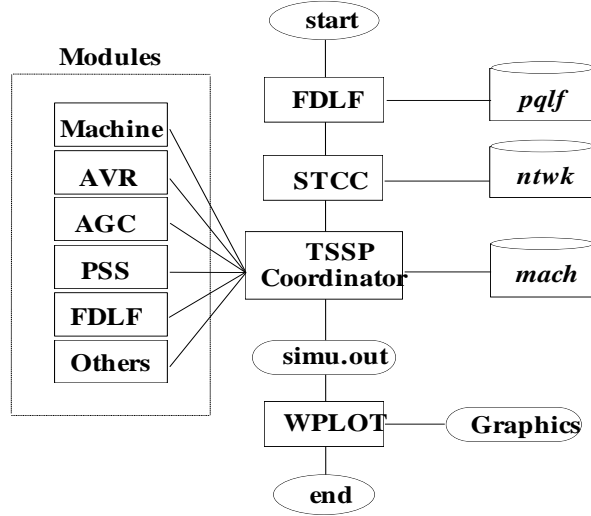 start
Modules
FDLF
pqlf
Machine
AVR
STCC
ntwk
AGC
TSSP
Coordinator
mach
PSS
FDLF
Others
simu.out
WPLOT
Graphics
end